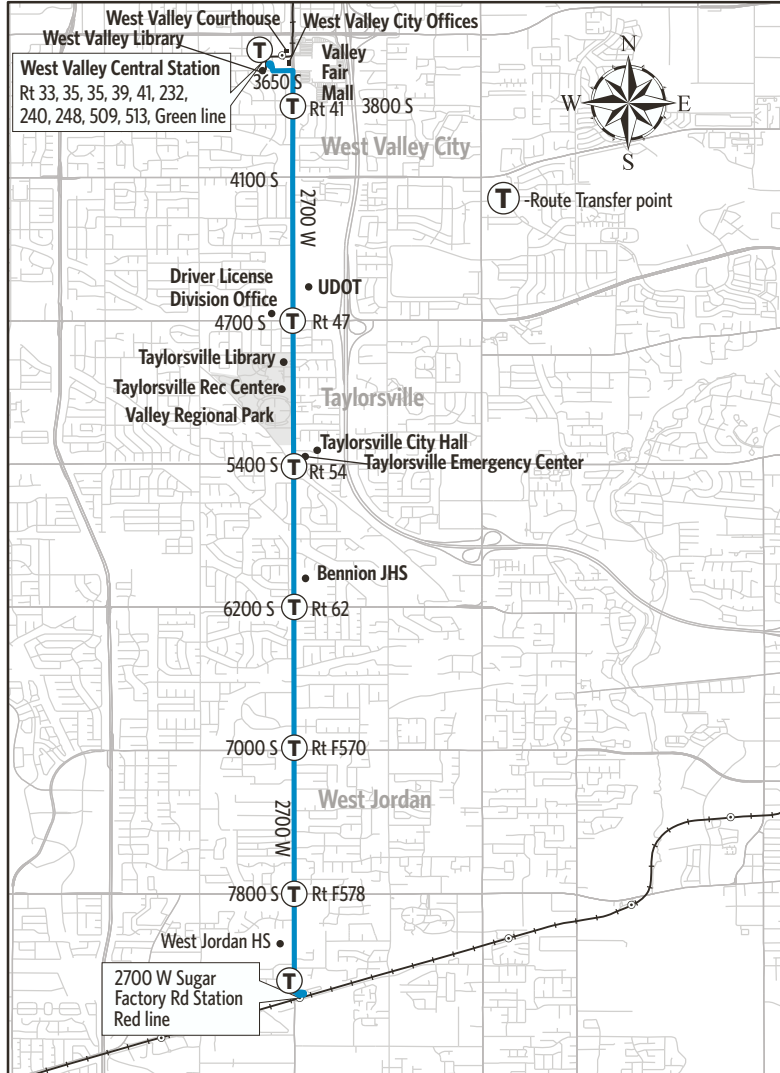 West Valley Courthouse
West Valley City Offices
West Valley Library
T
West Valley Central Station
Rt 33, 35, 35, 39, 41, 232,
240, 248, 509, 513, Green line
Valley
Fair
Mall
3650 S
T Rt 41
3800 S
N
W E
S
West Valley City
4100 S
2700 W
T -Route Transfer point
Driver License
Division Office
UDOT
4700 S T Rt 47
Taylorsville Library
Taylorsville Rec Center
Valley Regional Park
Taylorsville
Taylorsville City Hall
Taylorsville Emergency Center
5400 S T Rt 54
Bennion JHS
6200 S T Rt 62
7000 S T Rt F570
West Jordan
2700 W
7800 S T Rt F578
West Jordan HS
T
2700 W Sugar
Factory Rd Station
Red line